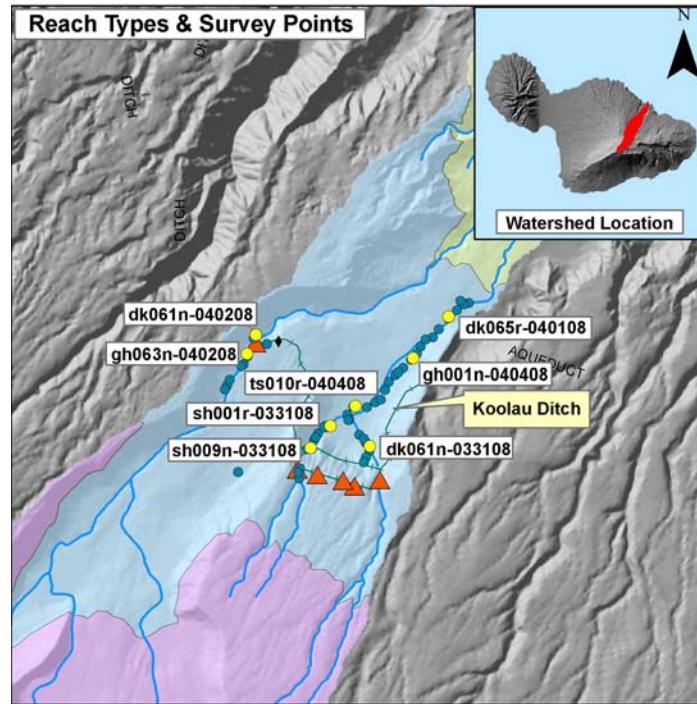 Reach Types & Survey Points
N
Watershed Location
DITCH
DITCH
DITCH
dk061n-040208
gh063n-040208
dk065r-040108
AQUEDUCT
ts010r-040408
gh001n-040408
sh001r-033108
Koolau Ditch
sh009n-033108
dk061n-033108